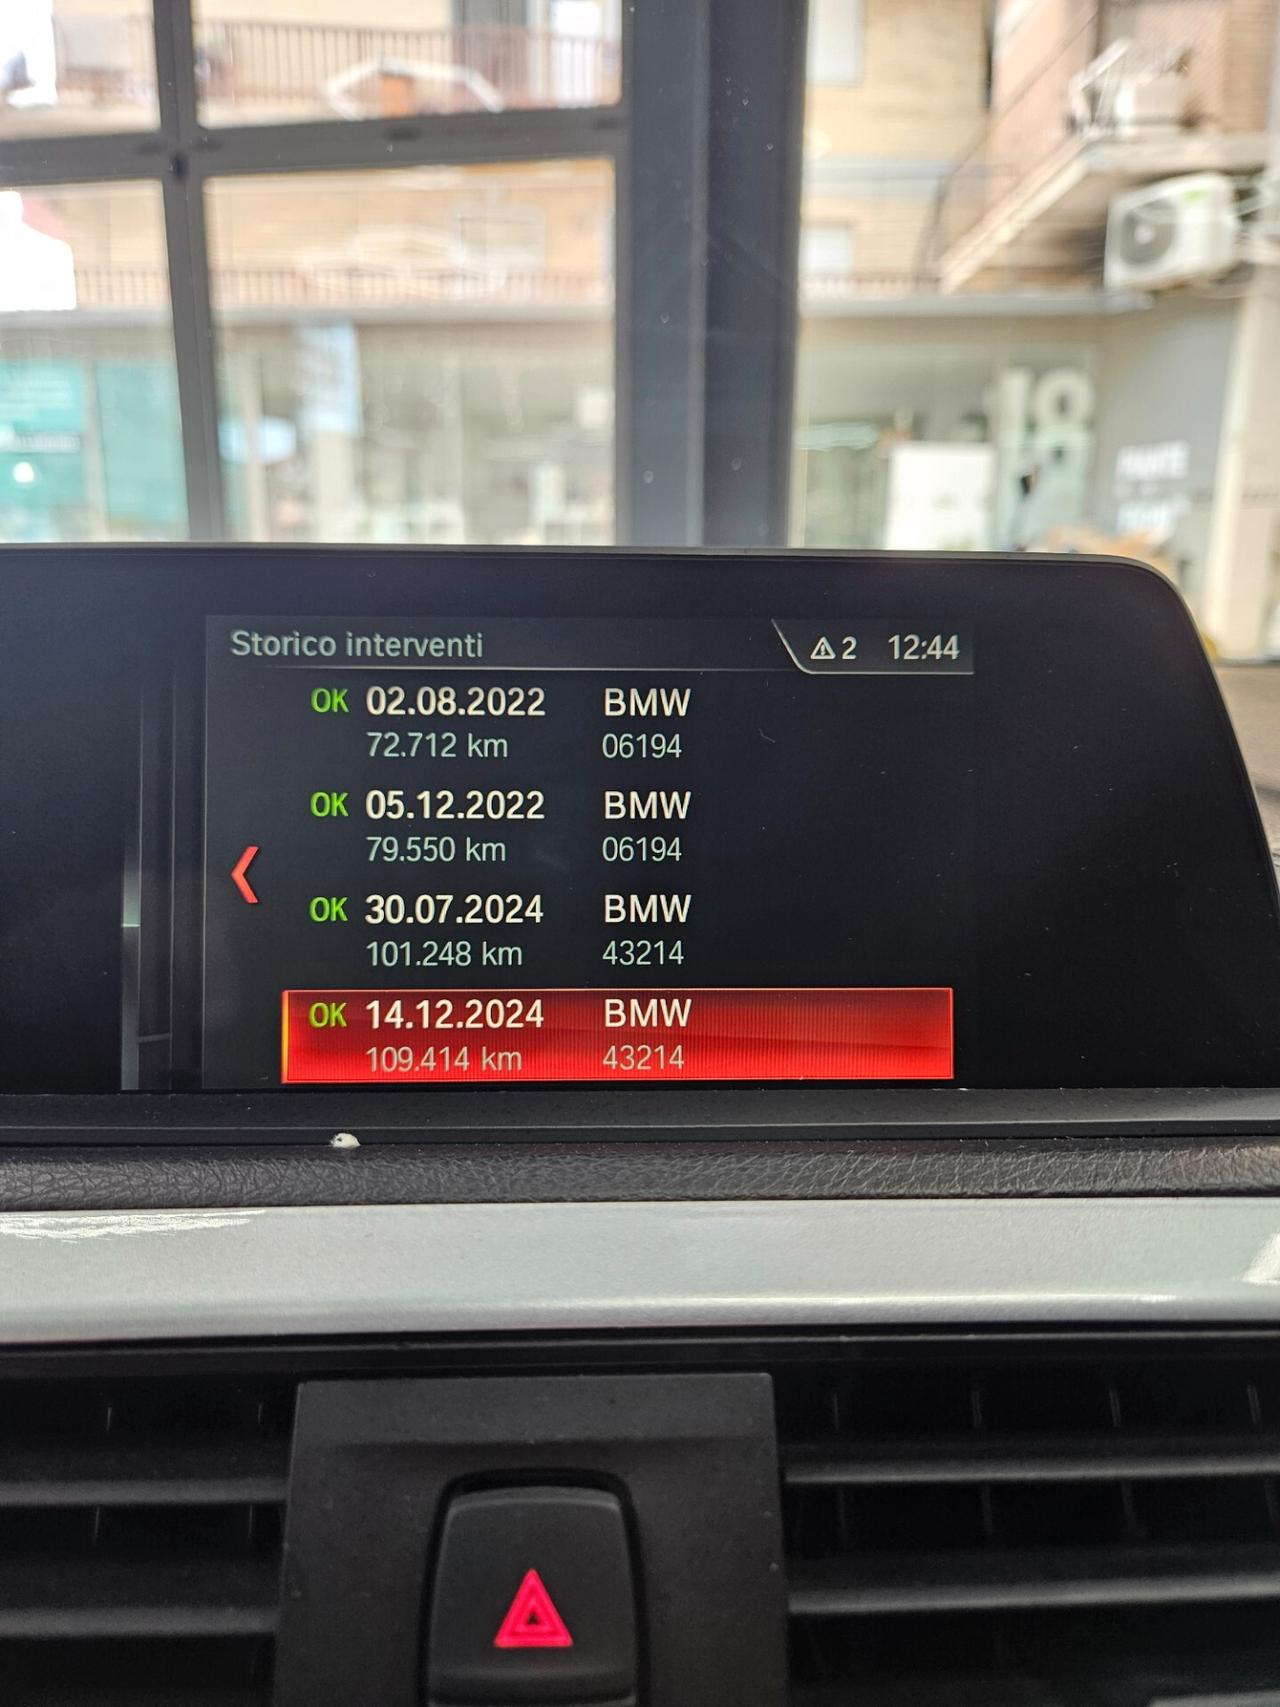 18
Storico interventi
2 12:44
OK 02.08.2022 BMW
72.712 km 06194
OK 05.12.2022 BMW
79.550 km 06194
OK 30.07.2024 BMW
101.248 km 43214
OK 14.12.2024 BMW
109.414 km 43214